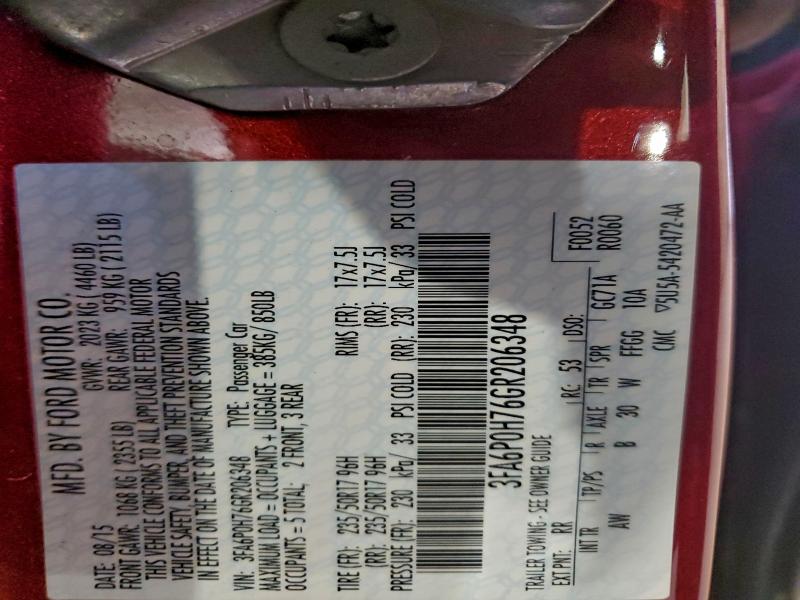 MFD. BY FORD MOTOR CO.
DATE: 08/15 GVWR: 2023 KG ( 4460 LB)
FRONT GAWR: 1068 KG ( 2355 LB) REAR GAWR: 959 KG ( 2115 LB)
THIS VEHICLE CONFORMS TO ALL APPLICABLE FEDERAL MOTOR
VEHICLE SAFETY, BUMPER, AND THEFT PREVENTION STANDARDS
IN EFFECT ON THE DATE OF MANUFACTURE SHOWN ABOVE.
VIN: 3FA6P0H76GR206348 TYPE: Passenger Car
MAXIMUM LOAD = OCCUPANTS + LUGGAGE = 385KG/ 850LB
OCCUPANTS = 5 TOTAL; 2 FRONT, 3 REAR
TIRE (FR): 235/50R17 96H RIMS (FR): 17x7.5J
(RR): 235/50R17 96H (RR): 17x7.5J
PRESSURE (FR): 230 kPa/ 33 PSI COLD (RR): 230 kPa/ 33 PSI COLD
3FA6P0H76GR206348
TRAILER TOWING - SEE OWNER GUIDE
F0052
R0060
EXT PNT: RR RC: 53 DSO:
INT TR TP/PS R AXLE TR SPR GC71A
AW B 30 W FFGG 10A
CMC ▽5U5A-5420472-AA